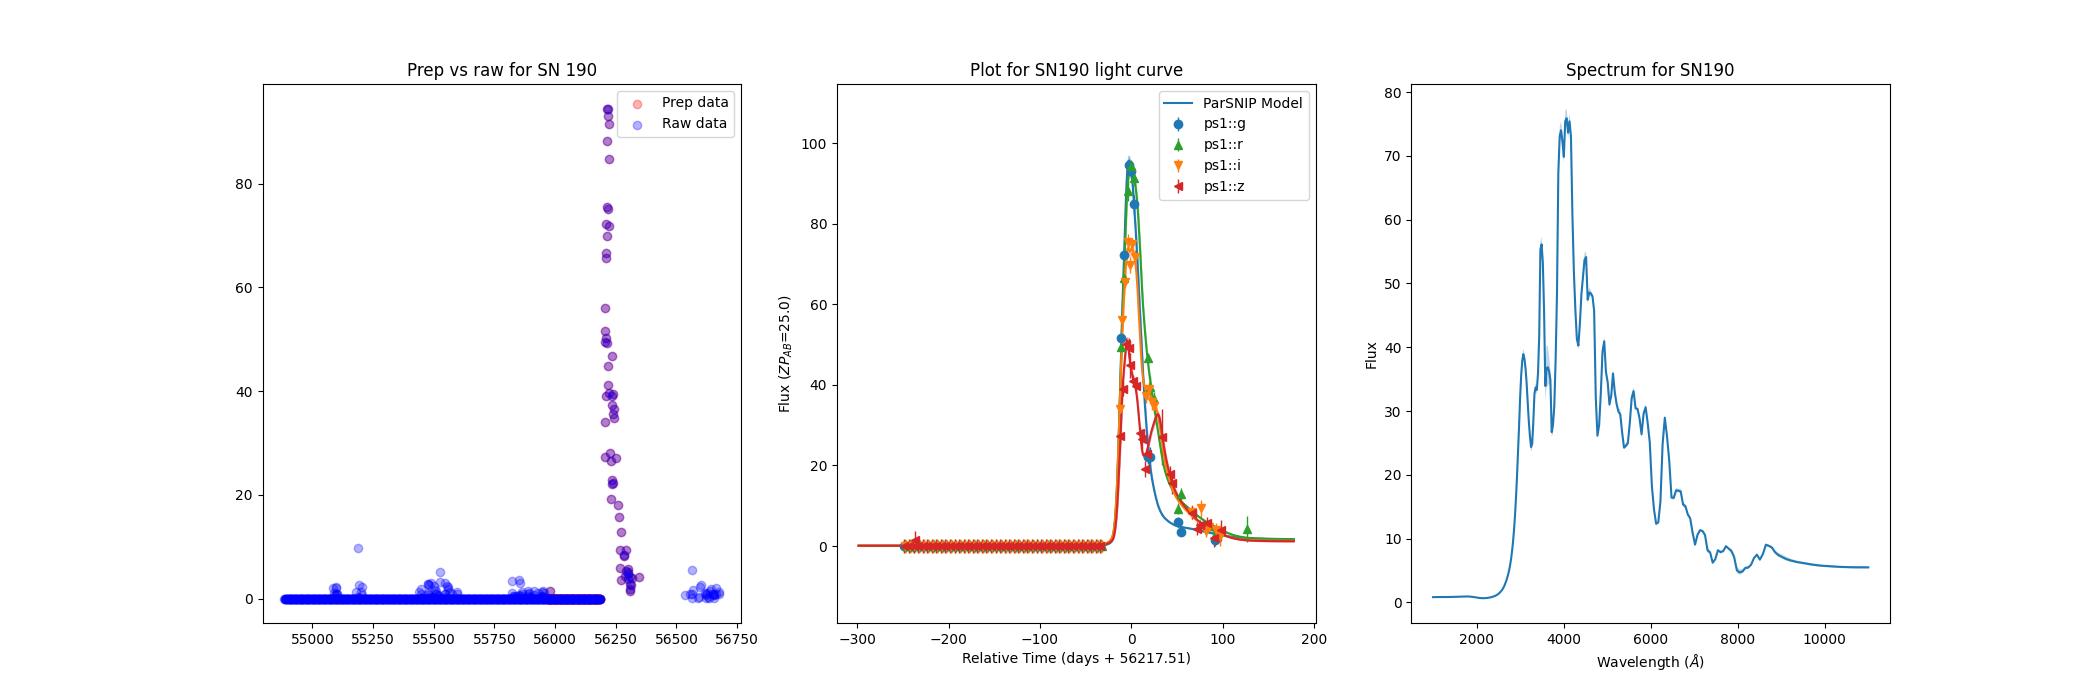 Prep vs raw for SN 190
Prep data
Raw data
80
60
40
20
0
55000 55250 55500 55750 56000 56250 56500 56750
Plot for SN190 light curve
ParSNIP Model
ps1::g
ps1::r
ps1::i
ps1::z
Flux (ZP_AB=25.0)
100
80
60
40
20
0
−300 −200 −100 0 100 200
Relative Time (days + 56217.51)
Spectrum for SN190
Flux
80
70
60
50
40
30
20
10
0
2000 4000 6000 8000 10000
Wavelength (Å)